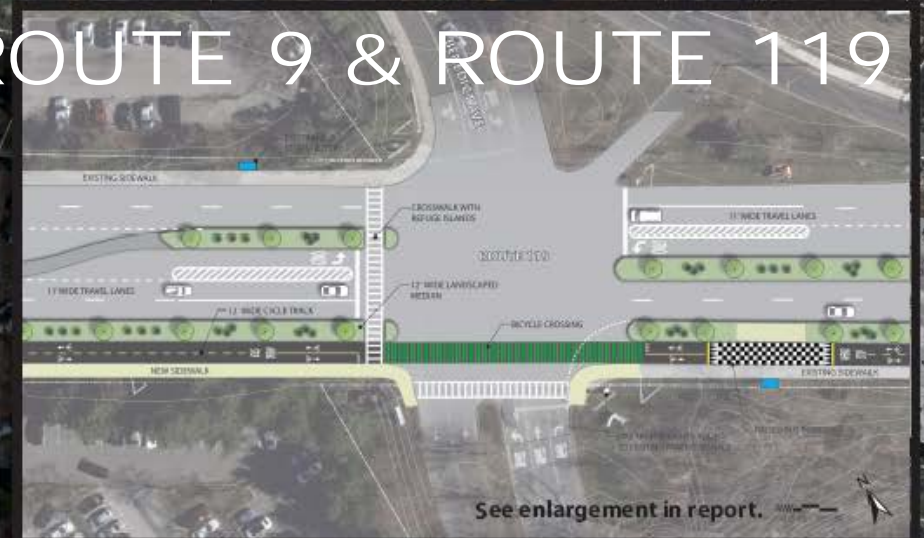 ROUTE 9 & ROUTE 119
EXISTING SIDEWALK
CROSSWALK WITH
REFUGE ISLANDS
11' WIDE TRAVEL LANES
ROUTE 119
11' WIDE TRAVEL LANES
12' WIDE LANDSCAPED
MEDIAN
12' WIDE CYCLE TRACK
BICYCLE CROSSING
NEW SIDEWALK
EXISTING SIDEWALK
See enlargement in report.
N